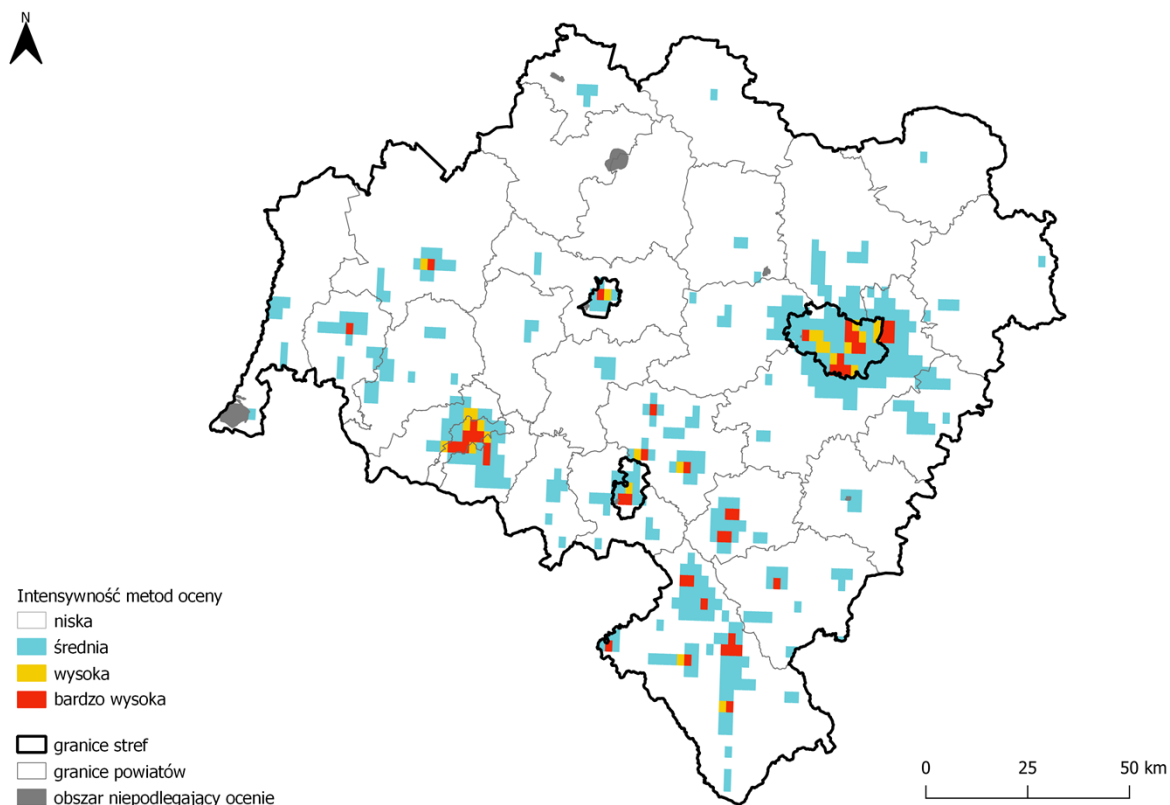 N
Intensywność metod oceny
niska
średnia
wysoka
bardzo wysoka
granice stref
granice powiatów
obszar niepodlegający ocenie
0 25 50 km